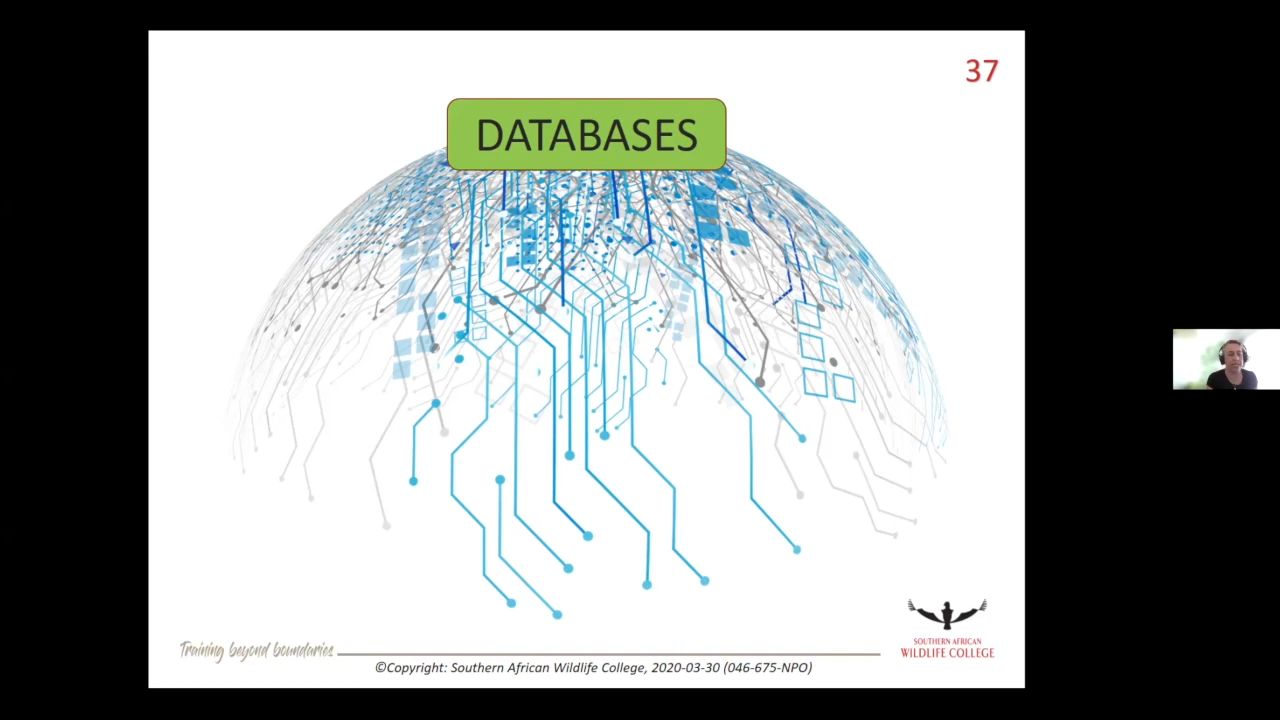 37
DATABASES
Training beyond boundaries
©Copyright: Southern African Wildlife College, 2020-03-30 (046-675-NPO)
SOUTHERN AFRICAN
WILDLIFE COLLEGE